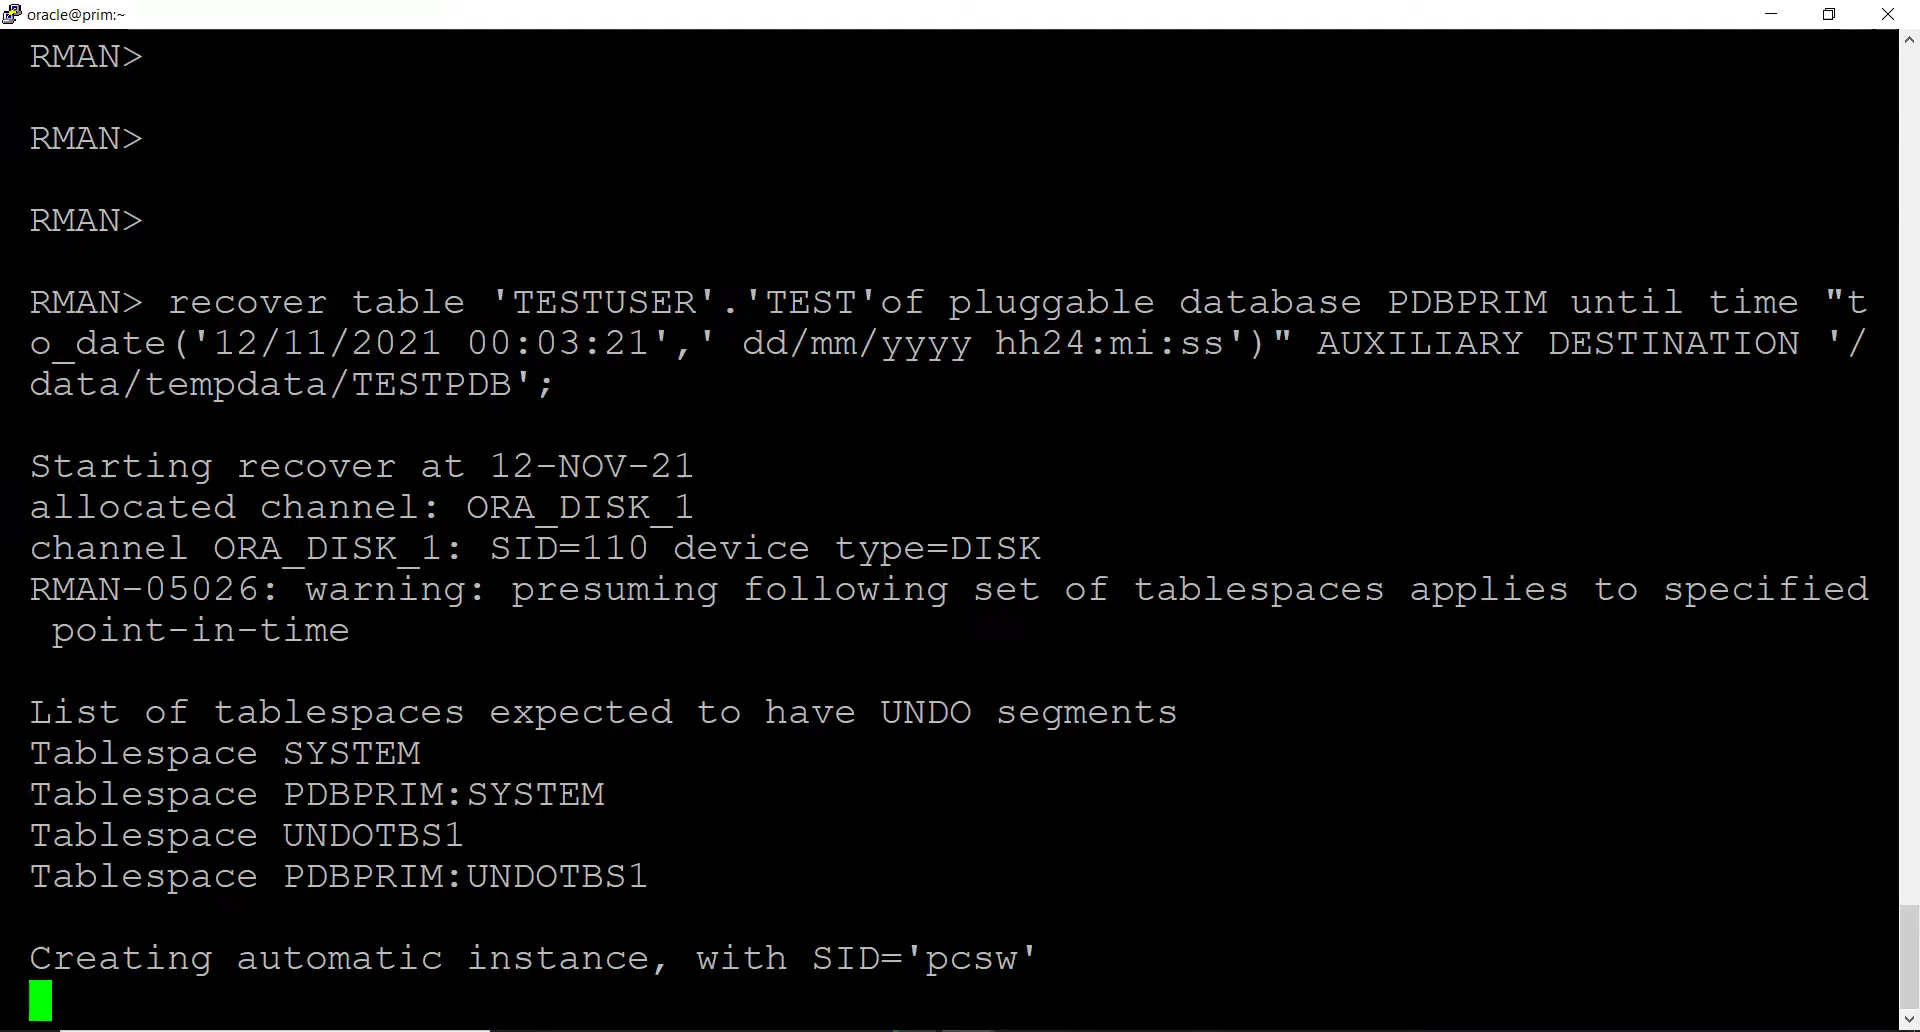 oracle@prim:~
RMAN>
RMAN>
RMAN>
RMAN> recover table 'TESTUSER'.'TEST'of pluggable database PDBPRIM until time "t
o_date('12/11/2021 00:03:21',' dd/mm/yyyy hh24:mi:ss')" AUXILIARY DESTINATION '/
data/tempdata/TESTPDB';
Starting recover at 12-NOV-21
allocated channel: ORA_DISK_1
channel ORA_DISK_1: SID=110 device type=DISK
RMAN-05026: warning: presuming following set of tablespaces applies to specified
 point-in-time
List of tablespaces expected to have UNDO segments
Tablespace SYSTEM
Tablespace PDBPRIM:SYSTEM
Tablespace UNDOTBS1
Tablespace PDBPRIM:UNDOTBS1
Creating automatic instance, with SID='pcsw'